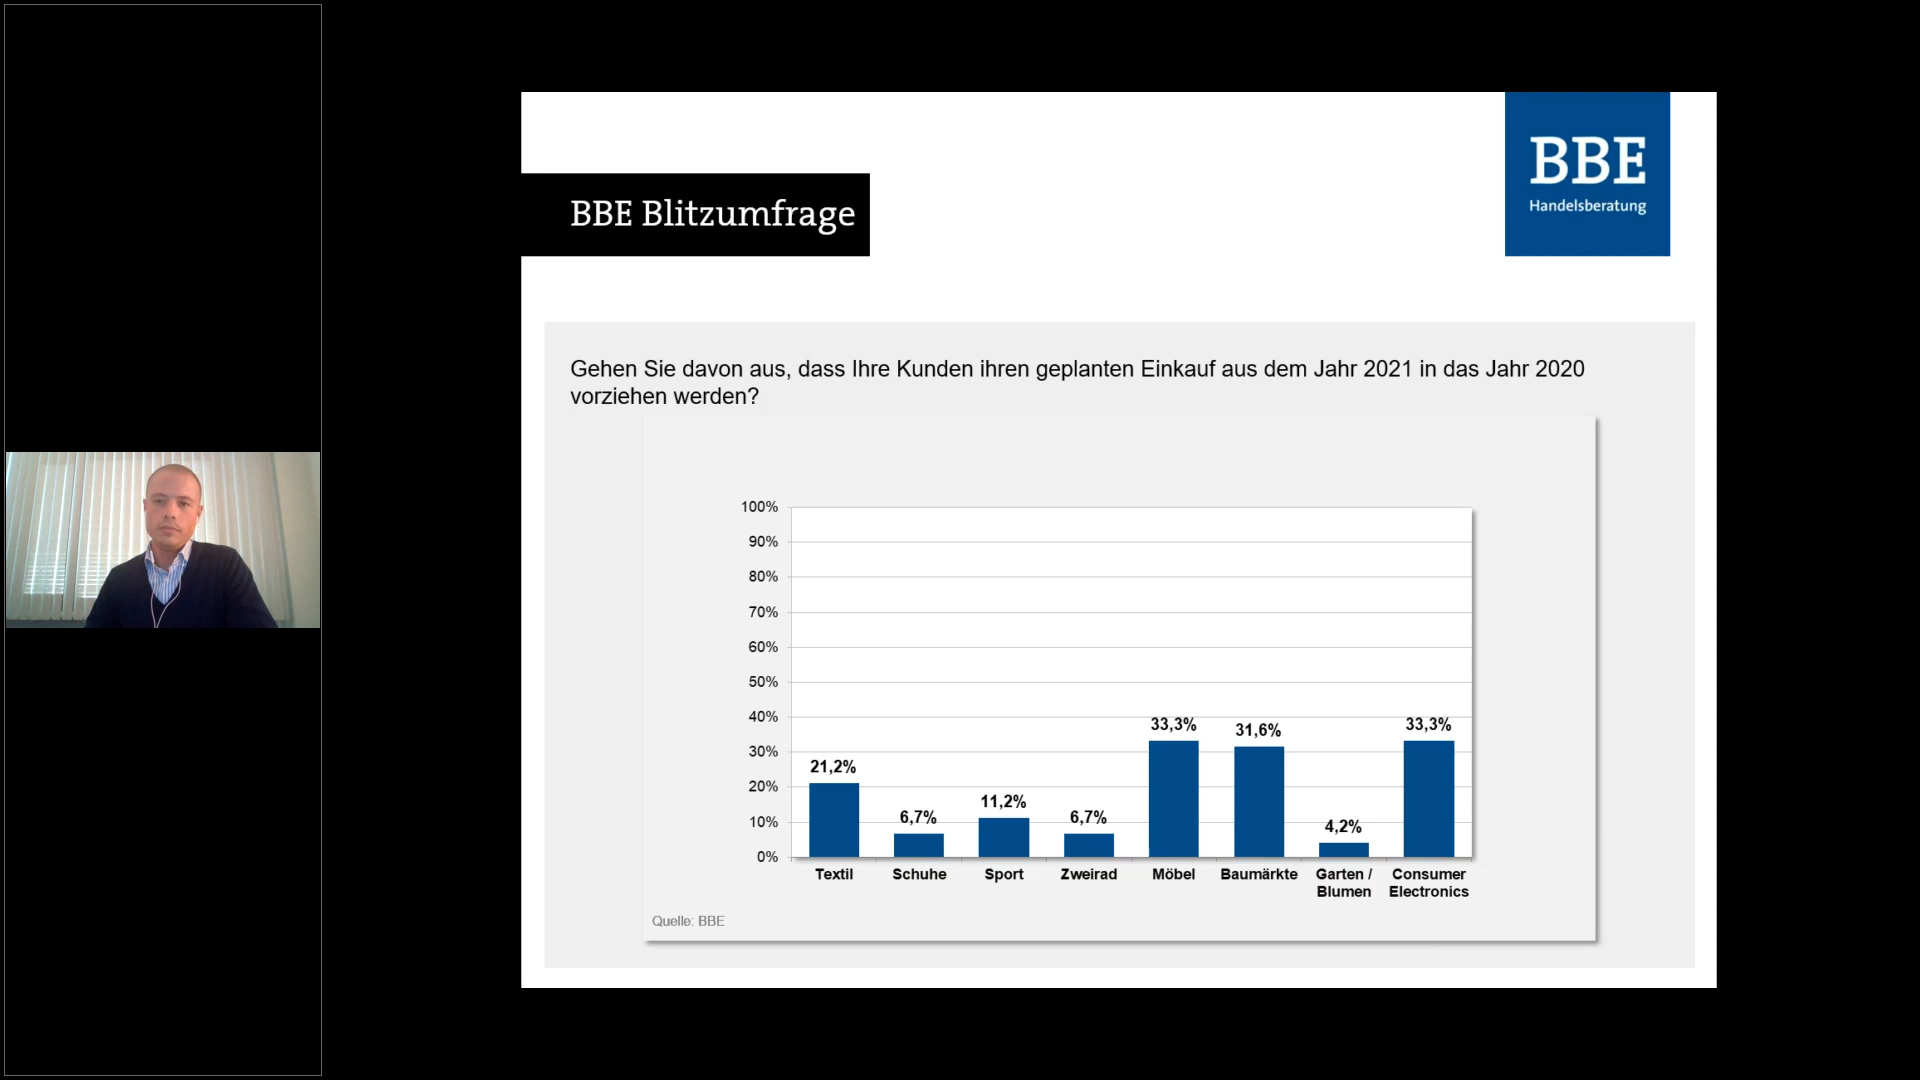 BBE
Handelsberatung
BBE Blitzumfrage
Gehen Sie davon aus, dass Ihre Kunden ihren geplanten Einkauf aus dem Jahr 2021 in das Jahr 2020
vorziehen werden?
100%
90%
80%
70%
60%
50%
40%
30%
20%
10%
0%
21,2%
6,7%
11,2%
6,7%
33,3%
31,6%
4,2%
33,3%
Textil
Schuhe
Sport
Zweirad
Möbel
Baumärkte
Garten /
Blumen
Consumer
Electronics
Quelle: BBE